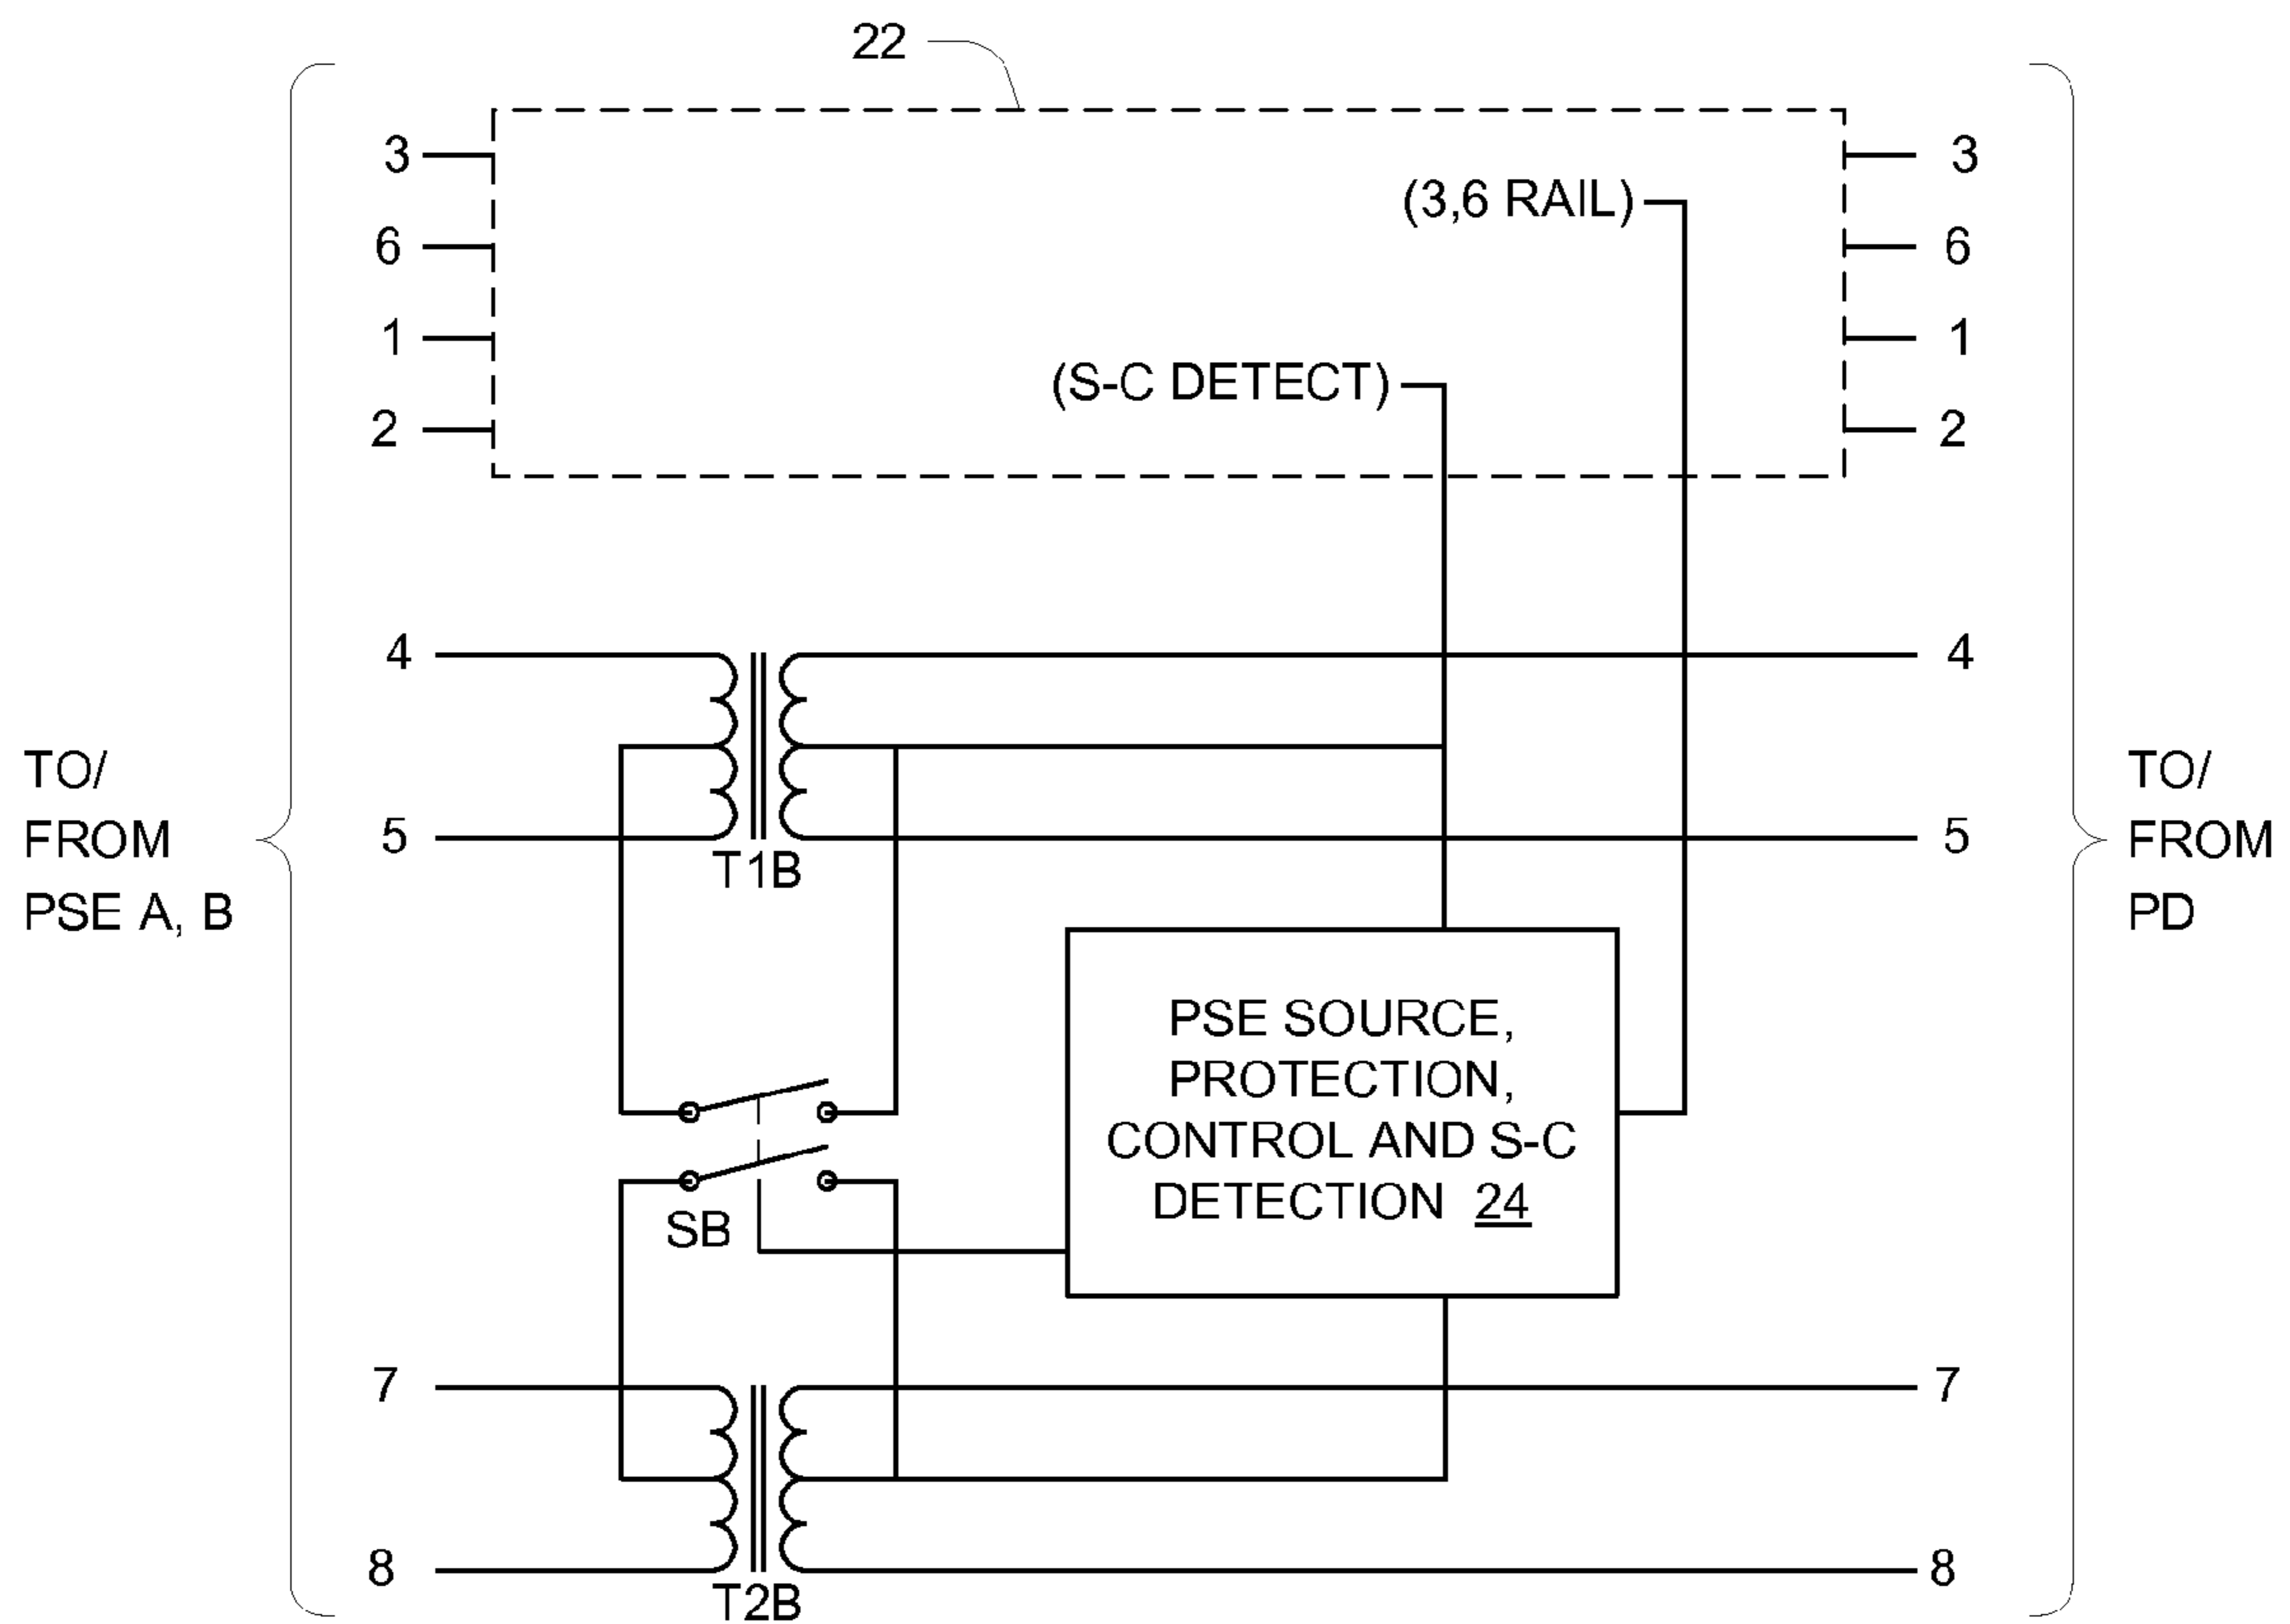 22
3
3
(3,6 RAIL)
6
6
1
1
(S-C DETECT)
2
2
4
4
TO/
FROM
PSE A, B
TO/
FROM
PD
5
5
T1B
PSE SOURCE,
PROTECTION,
CONTROL AND S-C
DETECTION 24
SB
7
7
8
8
T2B